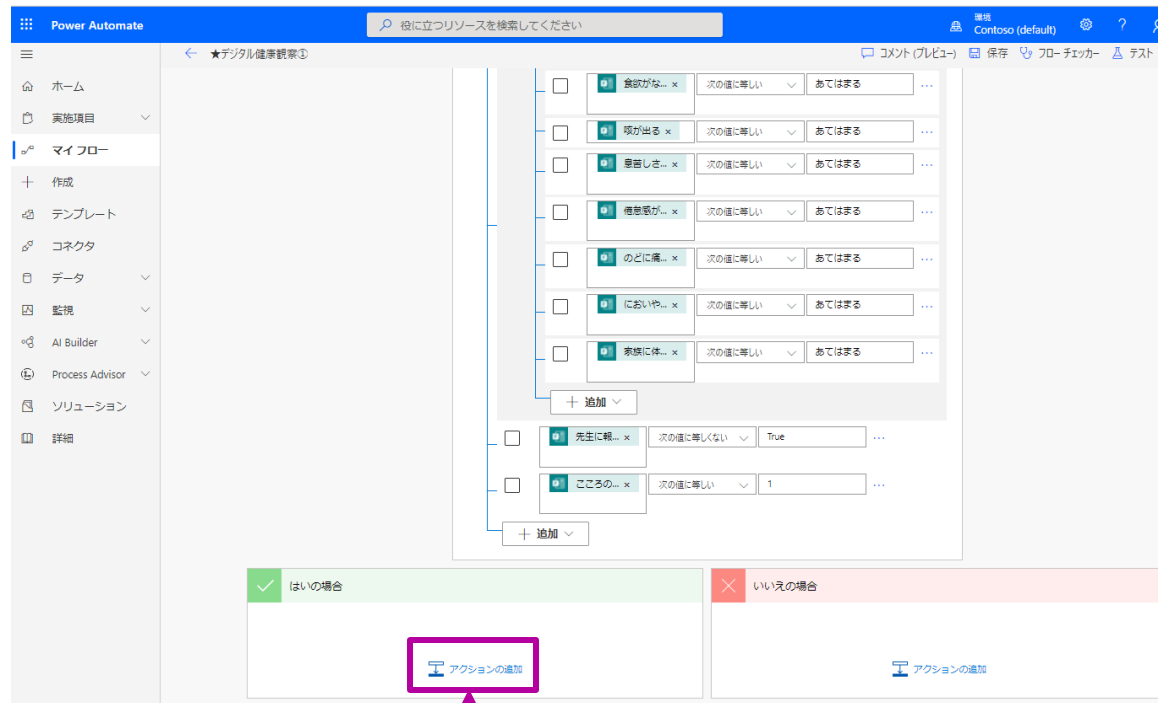 Power Automate
役に立つリソースを検索してください
環境
Contoso (default)
?
★デジタル健康観察①
コメント (プレビュー)
保存
フロー チェッカー
テスト
ホーム
実施項目
マイ フロー
作成
テンプレート
コネクタ
データ
監視
AI Builder
Process Advisor
ソリューション
詳細
食欲がな... × 次の値に等しい あてはまる ...
咳が出る × 次の値に等しい あてはまる ...
息苦しさ... × 次の値に等しい あてはまる ...
倦怠感が... × 次の値に等しい あてはまる ...
のどに痛... × 次の値に等しい あてはまる ...
においや... × 次の値に等しい あてはまる ...
家族に体... × 次の値に等しい あてはまる ...
追加
先生に報... × 次の値に等しくない True ...
こころの... × 次の値に等しい 1 ...
追加
はいの場合
いいえの場合
アクションの追加
アクションの追加